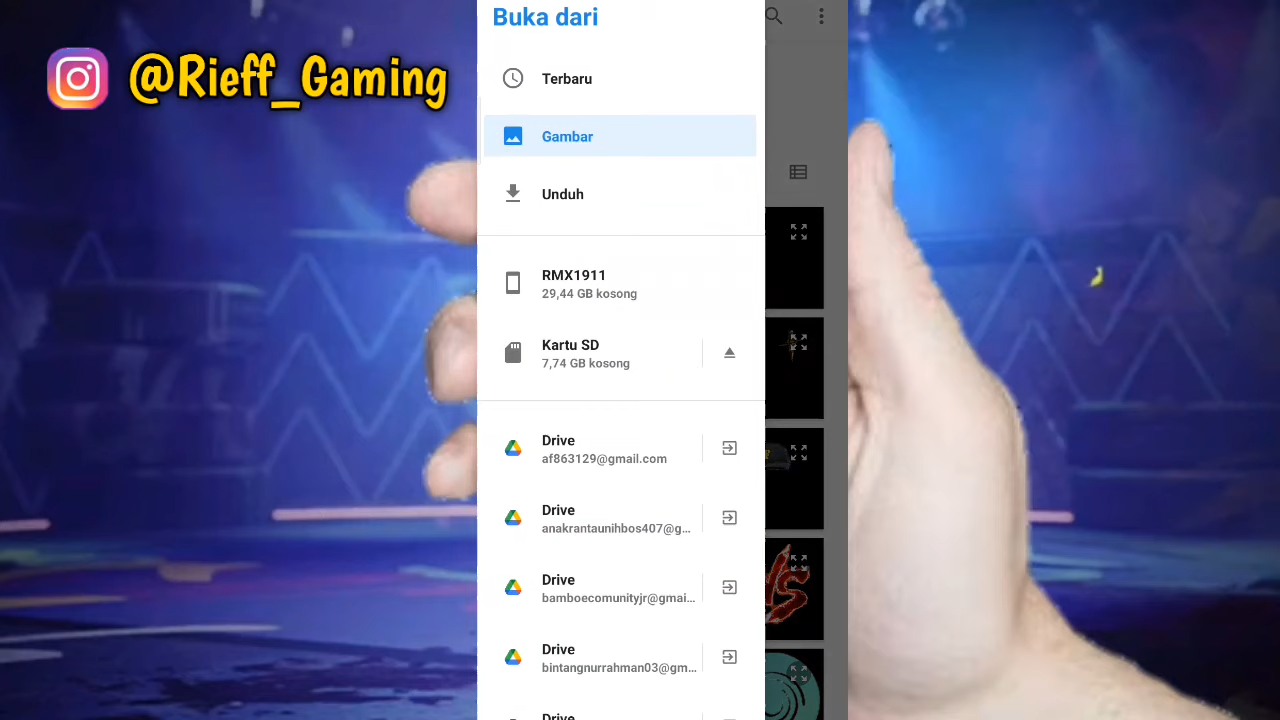 @Rieff_Gaming
Buka dari
Terbaru
Gambar
Unduh
RMX1911
29,44 GB kosong
Kartu SD
7,74 GB kosong
Drive
af863129@gmail.com
Drive
anakrantaunihbos407@g...
Drive
bamboecomunityjr@gmai...
Drive
bintangnurrahman03@gm...
Drive